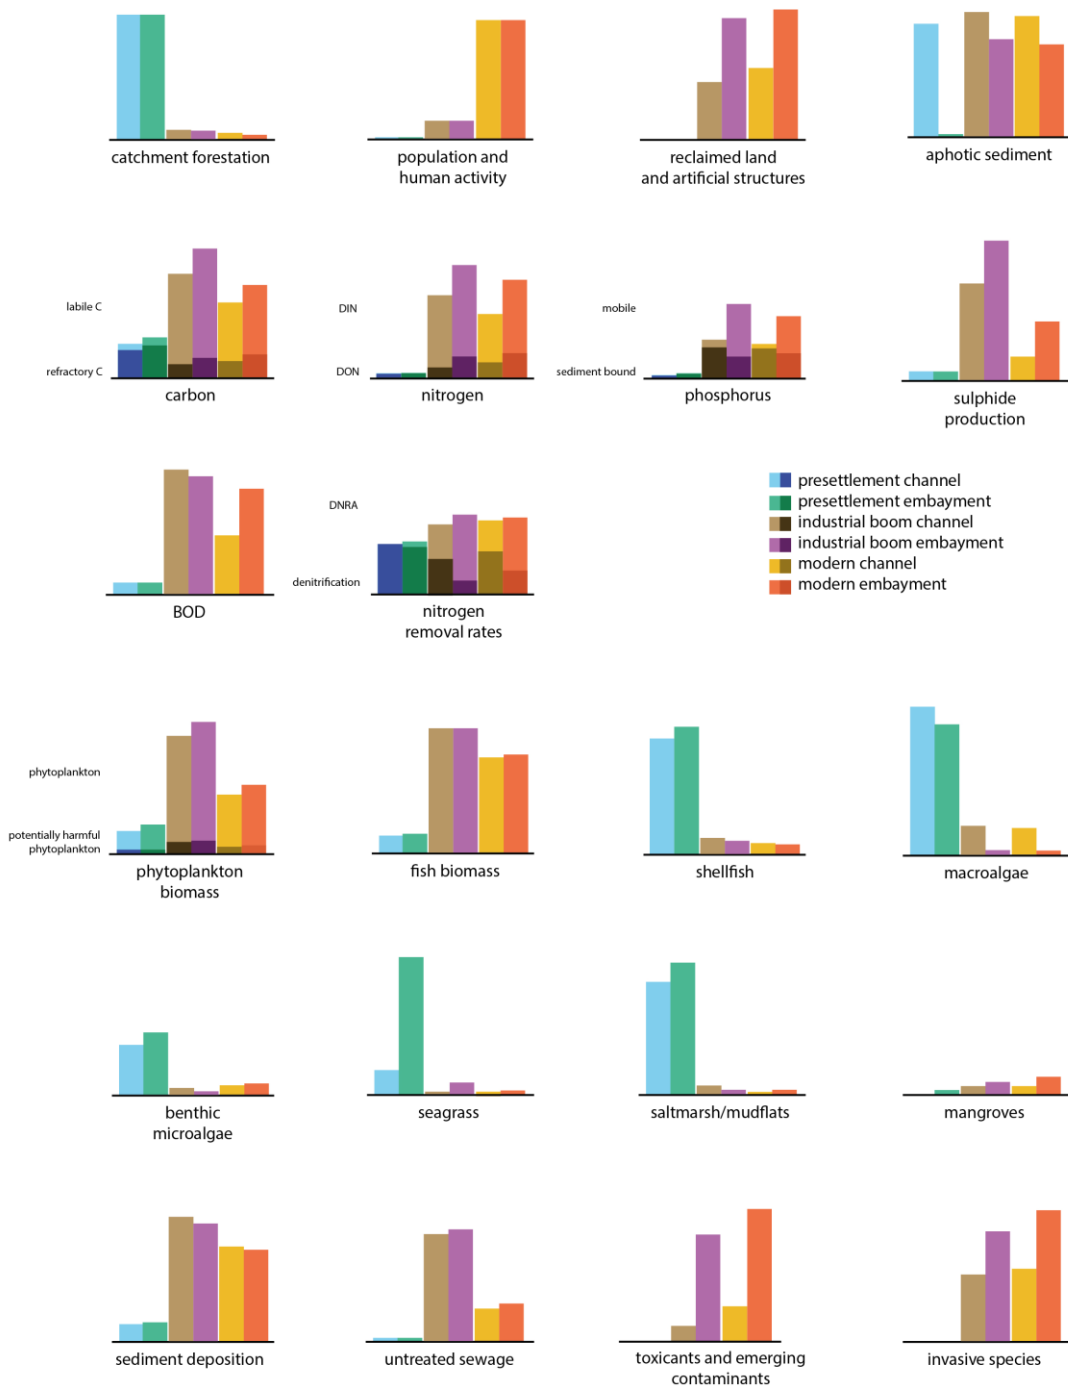 catchment forestation
population and
human activity
reclaimed land
and artificial structures
aphotic sediment
labile C
refractory C
carbon
DIN
DON
nitrogen
mobile
sediment bound
phosphorus
sulphide
production
BOD
DNRA
denitrification
nitrogen
removal rates
presettlement channel
presettlement embayment
industrial boom channel
industrial boom embayment
modern channel
modern embayment
phytoplankton
potentially harmful
phytoplankton
phytoplankton
biomass
fish biomass
shellfish
macroalgae
benthic
microalgae
seagrass
saltmarsh/mudflats
mangroves
sediment deposition
untreated sewage
toxicants and emerging
contaminants
invasive species